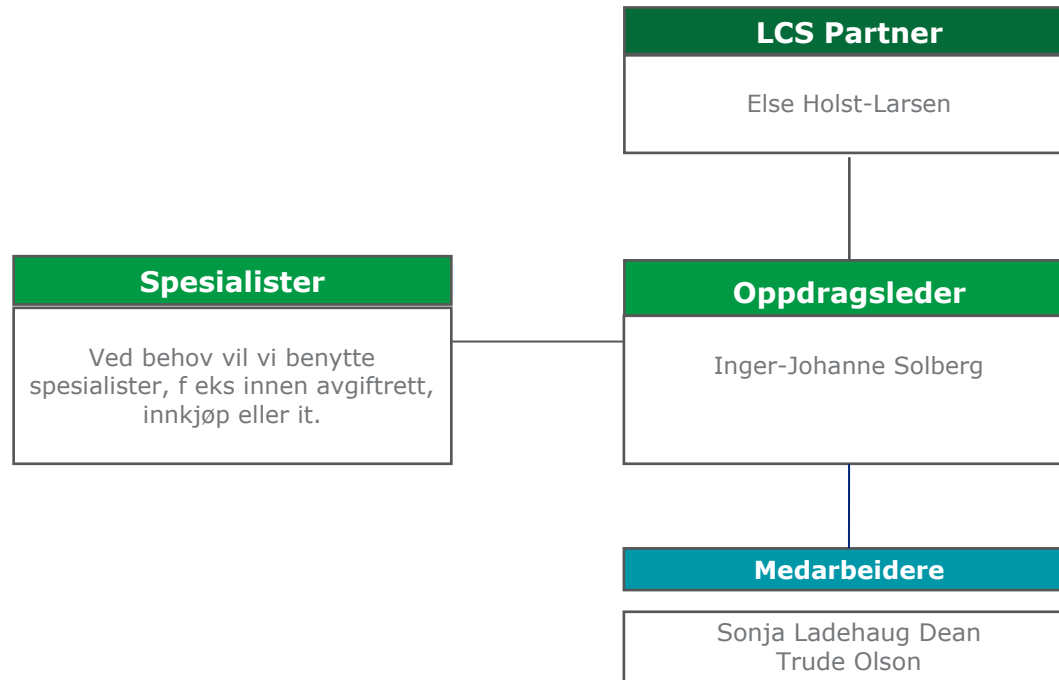 LCS Partner
Else Holst-Larsen
Spesialister
Ved behov vil vi benytte
spesialister, f eks innen avgiftrett,
innkjøp eller it.
Oppdragsleder
Inger-Johanne Solberg
Medarbeidere
Sonja Ladehaug Dean
Trude Olson